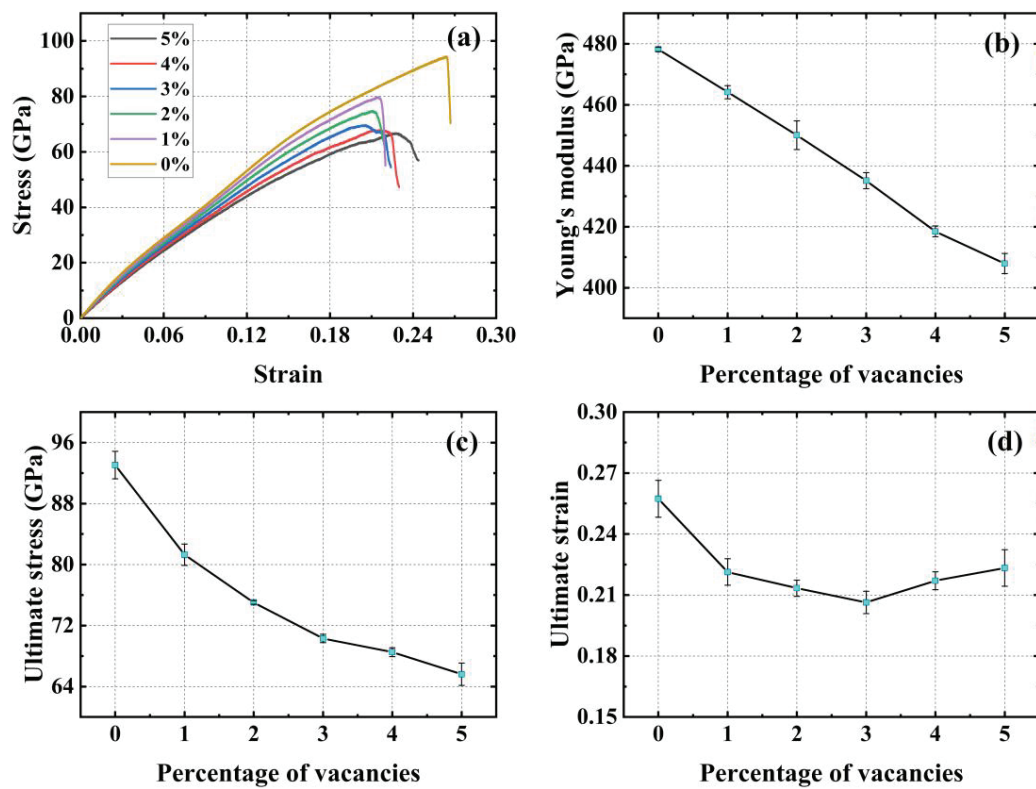 (a)
5%
4%
3%
2%
1%
0%
100
80
60
40
20
0
0.00 0.06 0.12 0.18 0.24 0.30
Stress (GPa)
Strain
(b)
480
460
440
420
400
0 1 2 3 4 5
Young's modulus (GPa)
Percentage of vacancies
(c)
96
88
80
72
64
0 1 2 3 4 5
Ultimate stress (GPa)
Percentage of vacancies
(d)
0.30
0.27
0.24
0.21
0.18
0.15
0 1 2 3 4 5
Ultimate strain
Percentage of vacancies